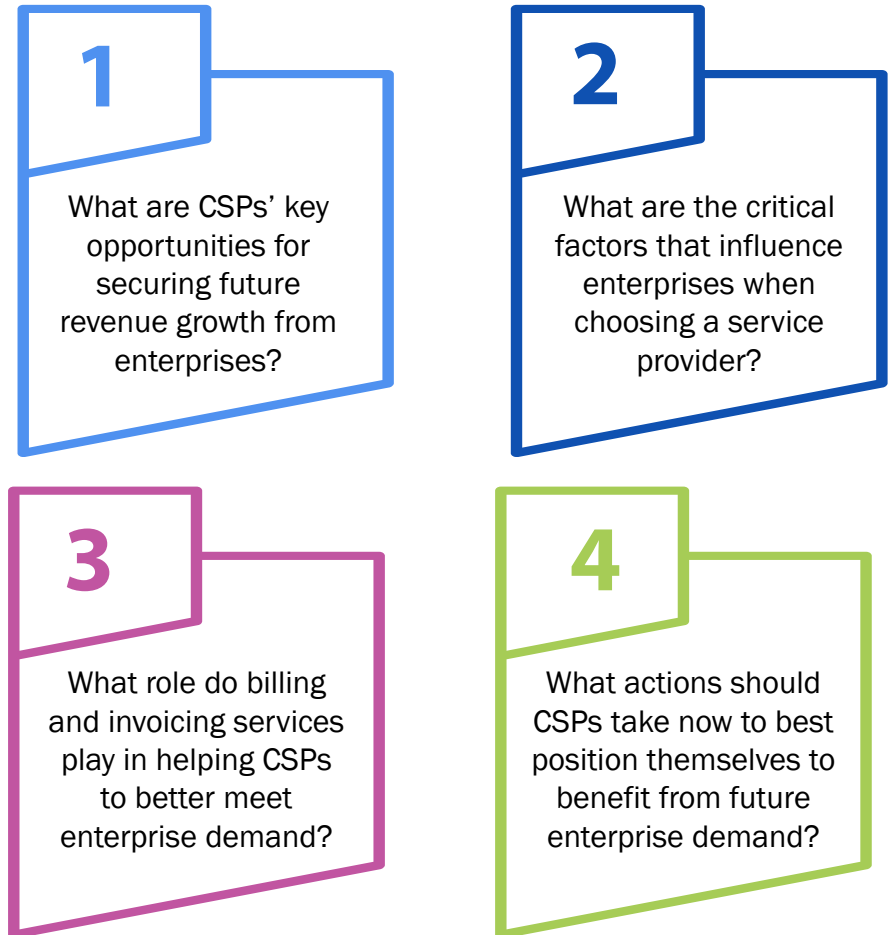 1
What are CSPs’ key
opportunities for
securing future
revenue growth from
enterprises?
2
What are the critical
factors that influence
enterprises when
choosing a service
provider?
3
What role do billing
and invoicing services
play in helping CSPs
to better meet
enterprise demand?
4
What actions should
CSPs take now to best
position themselves to
benefit from future
enterprise demand?